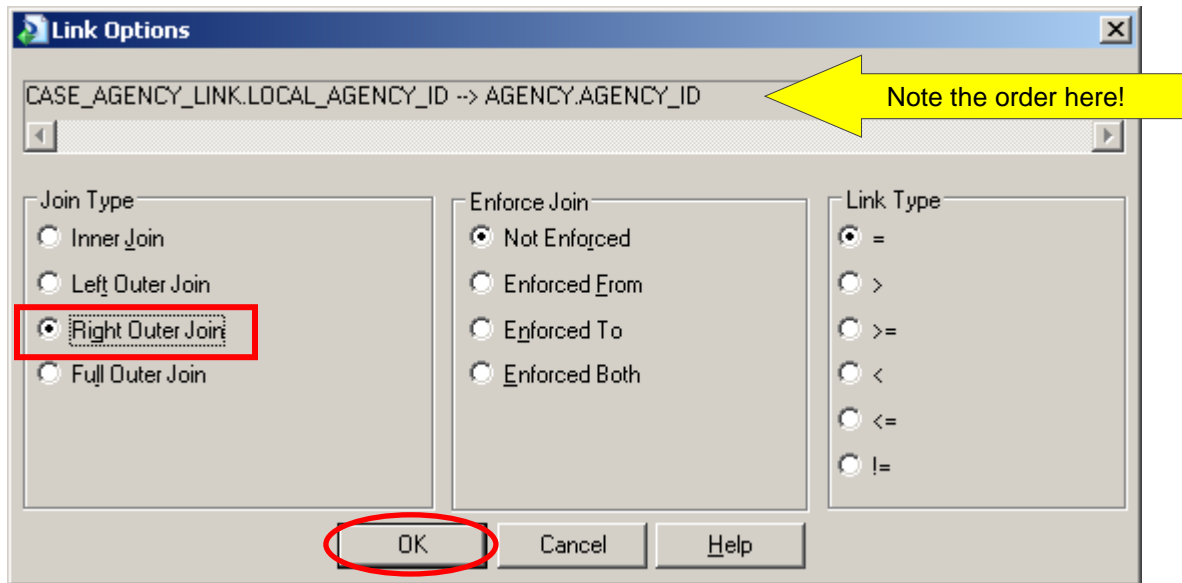 Link Options
CASE_AGENCY_LINK.LOCAL_AGENCY_ID --> AGENCY.AGENCY_ID
Note the order here!
Join Type
Inner Join
Left Outer Join
Right Outer Join
Full Outer Join
Enforce Join
Not Enforced
Enforced From
Enforced To
Enforced Both
Link Type
=
>
>=
<
<=
!=
OK
Cancel
Help